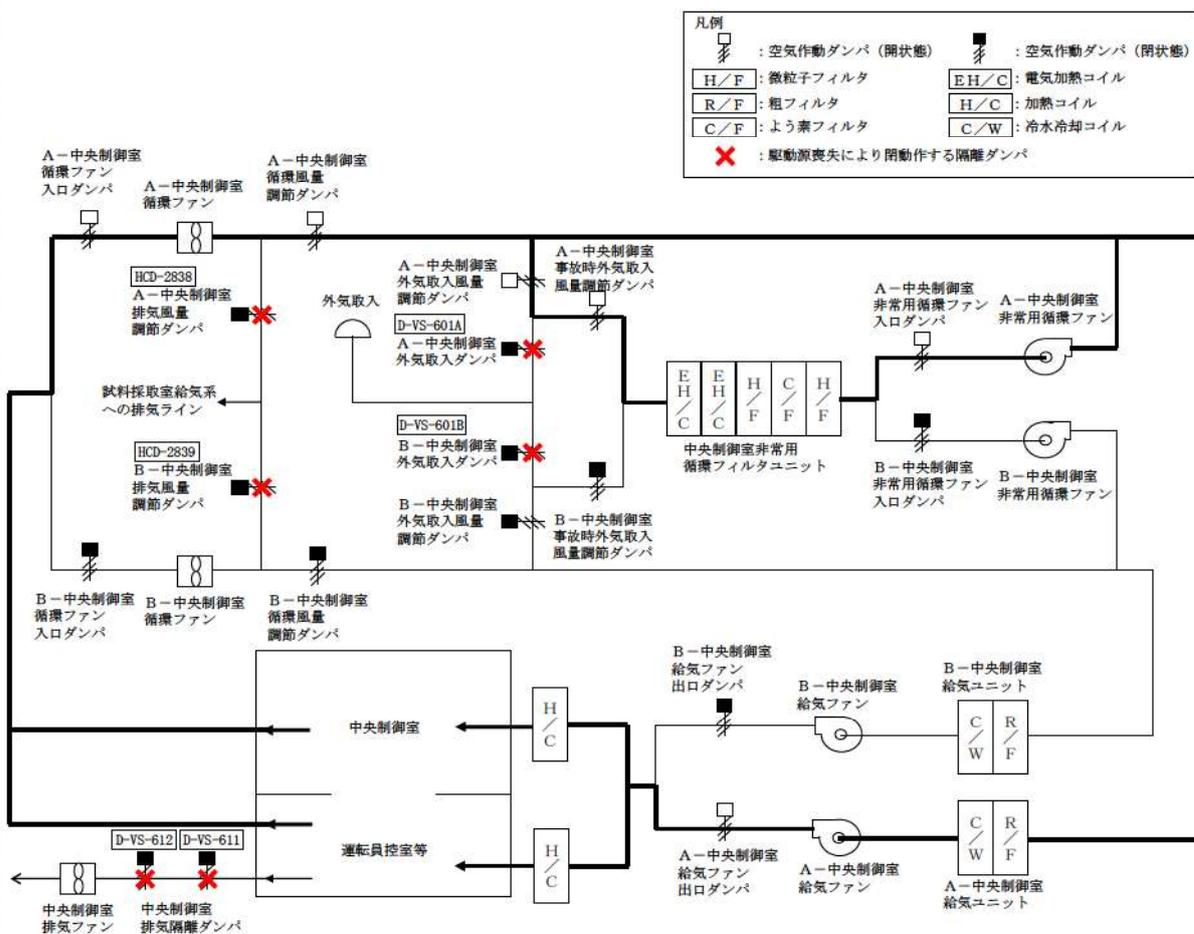 凡例
：空気作動ダンパ（開状態）
：空気作動ダンパ（閉状態）
H／F：微粒子フィルタ
EH／C：電気加熱コイル
R／F：粗フィルタ
H／C：加熱コイル
C／F：よう素フィルタ
C／W：冷水冷却コイル
：駆動源喪失により閉動作する隔離ダンパ
A－中央制御室
循環ファン
入口ダンパ
A－中央制御室
循環ファン
A－中央制御室
循環風量
調節ダンパ
HCD-2838
A－中央制御室
排気風量
調節ダンパ
外気取入
A－中央制御室
外気取入風量
調節ダンパ
A－中央制御室
事故時外気取入
風量調節ダンパ
D-VS-601A
A－中央制御室
外気取入ダンパ
A－中央制御室
非常用循環ファン
入口ダンパ
A－中央制御室
非常用循環ファン
試料採取室給気系
への排気ライン
EH／C
EH／C
H／F
C／F
H／F
中央制御室非常用
循環フィルタユニット
HCD-2839
B－中央制御室
排気風量
調節ダンパ
D-VS-601B
B－中央制御室
外気取入ダンパ
B－中央制御室
外気取入風量
調節ダンパ
B－中央制御室
事故時外気取入
風量調節ダンパ
B－中央制御室
非常用循環ファン
入口ダンパ
B－中央制御室
非常用循環ファン
B－中央制御室
循環ファン
入口ダンパ
B－中央制御室
循環ファン
B－中央制御室
循環風量
調節ダンパ
B－中央制御室
給気ファン
出口ダンパ
B－中央制御室
給気ファン
B－中央制御室
給気ユニット
C／W
R／F
中央制御室
H／C
運転員控室等
H／C
A－中央制御室
給気ファン
出口ダンパ
A－中央制御室
給気ファン
C／W
R／F
A－中央制御室
給気ユニット
D-VS-612
D-VS-611
中央制御室
排気ファン
中央制御室
排気隔離ダンパ